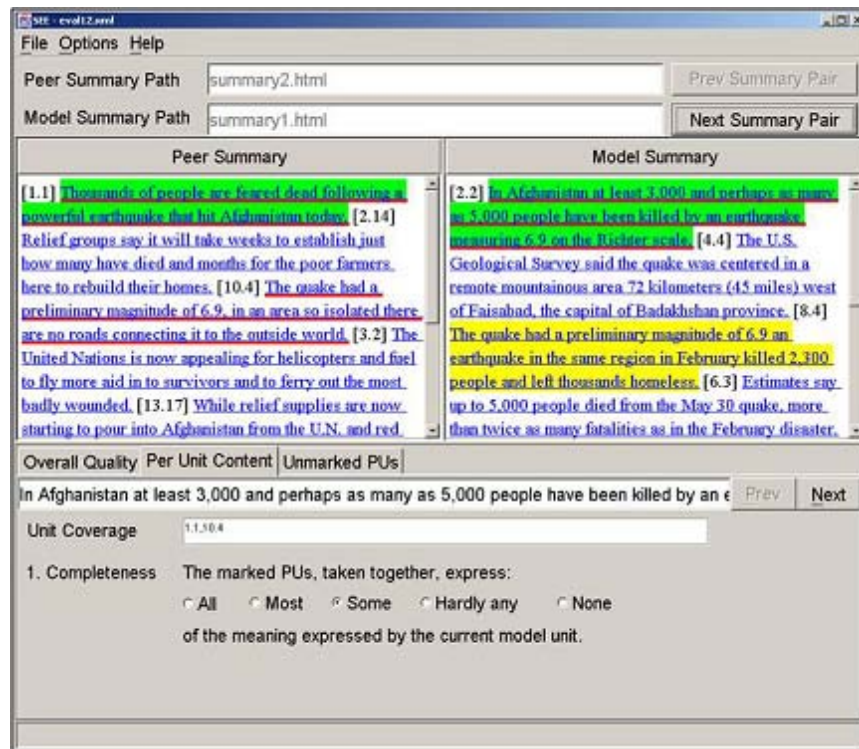 SEE - eval12.xml
File Options Help
Peer Summary Path summary2.html Prev Summary Pair
Model Summary Path summary1.html Next Summary Pair
Peer Summary
[1.1] Thousands of people are feared dead following a
powerful earthquake that hit Afghanistan today. [2.14]
Relief groups say it will take weeks to establish just
how many have died and months for the poor farmers
here to rebuild their homes. [10.4] The quake had a
preliminary magnitude of 6.9, in an area so isolated there
are no roads connecting it to the outside world. [3.2] The
United Nations is now appealing for helicopters and fuel
to fly more aid in to survivors and to ferry out the most
badly wounded. [13.17] While relief supplies are now
starting to pour into Afghanistan from the U.N. and red
Model Summary
[2.2] In Afghanistan at least 3,000 and perhaps as many
as 5,000 people have been killed by an earthquake
measuring 6.9 on the Richter scale. [4.4] The U.S.
Geological Survey said the quake was centered in a
remote mountainous area 72 kilometers (45 miles) west
of Faisabad, the capital of Badakhshan province. [8.4]
The quake had a preliminary magnitude of 6.9 an
earthquake in the same region in February killed 2,300
people and left thousands homeless. [6.3] Estimates say
up to 5,000 people died from the May 30 quake, more
than twice as many fatalities as in the February disaster.
Overall Quality Per Unit Content Unmarked PUs
In Afghanistan at least 3,000 and perhaps as many as 5,000 people have been killed by an e Prev Next
Unit Coverage 1.1,10.4
1. Completeness The marked PUs, taken together, express:
All Most Some Hardly any None
of the meaning expressed by the current model unit.